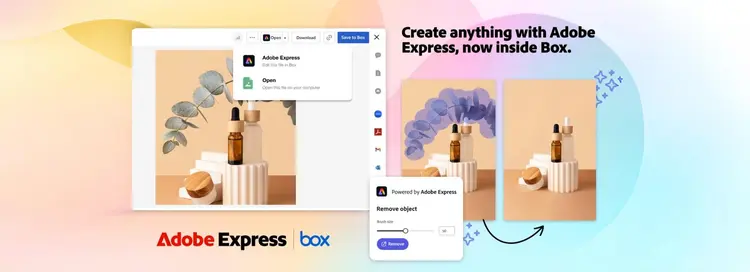 Open
Download
Save to Box
Adobe Express
Edit this file in Box
Open
Open this file on your computer
Create anything with Adobe
Express, now inside Box.
Powered by Adobe Express
Remove object
Brush size
Remove
Adobe Express
box